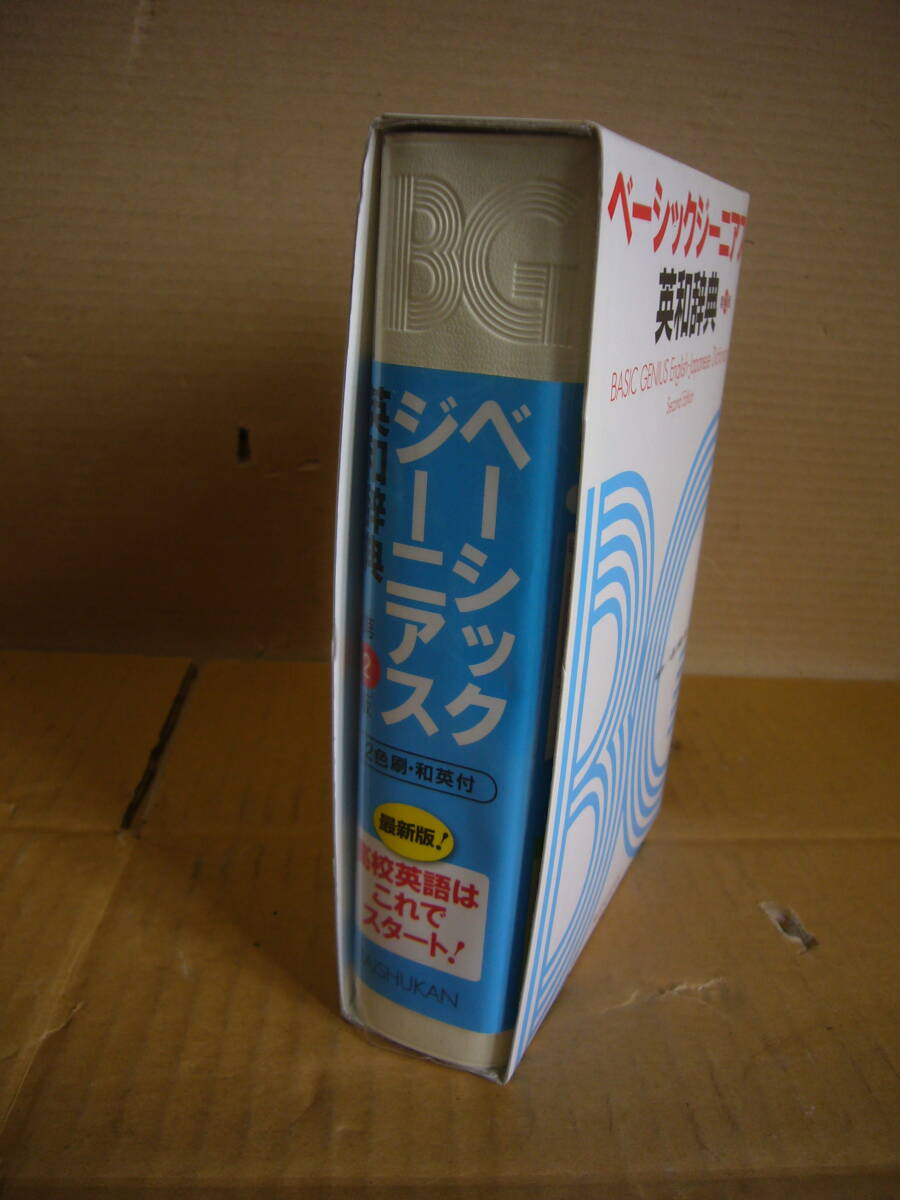 BG
ベーシック
ジーニアス
英和辞典
2
2色刷・和英付
最新版!
高校英語は
これで
スタート!
AISHUKAN
ベーシックジーニアス
英和辞典
BASIC GENIUS English-Japanese Dictionary
Second Edition
BG